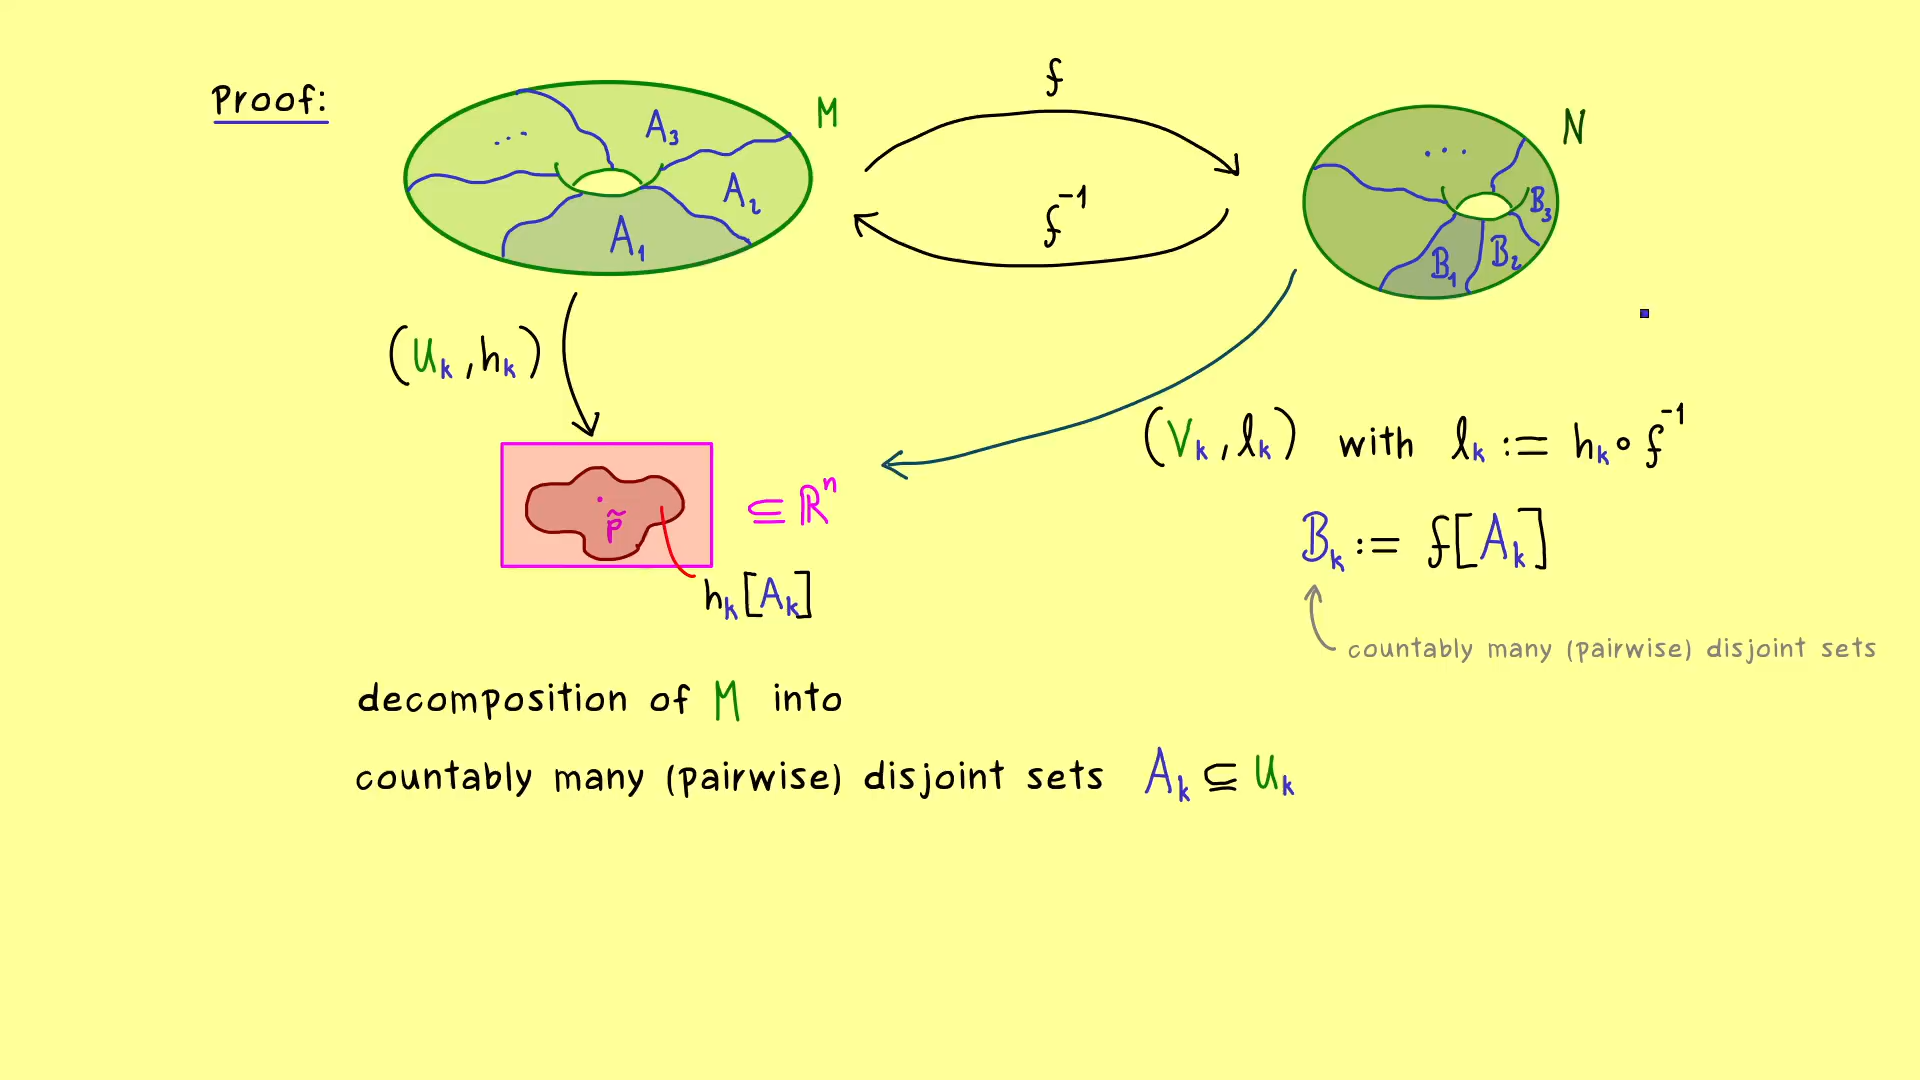 Proof:
A₃ M
A₂
A₁
...
f
f⁻¹
N
...
B₁ B₂ B₃
(Uₖ, hₖ)
(Vₖ, lₖ) with lₖ := hₖ ∘ f⁻¹
p̃ ⊆ ℝⁿ
Bₖ := f[Aₖ]
hₖ[Aₖ]
countably many (pairwise) disjoint sets
decomposition of M into
countably many (pairwise) disjoint sets Aₖ ⊆ Uₖ